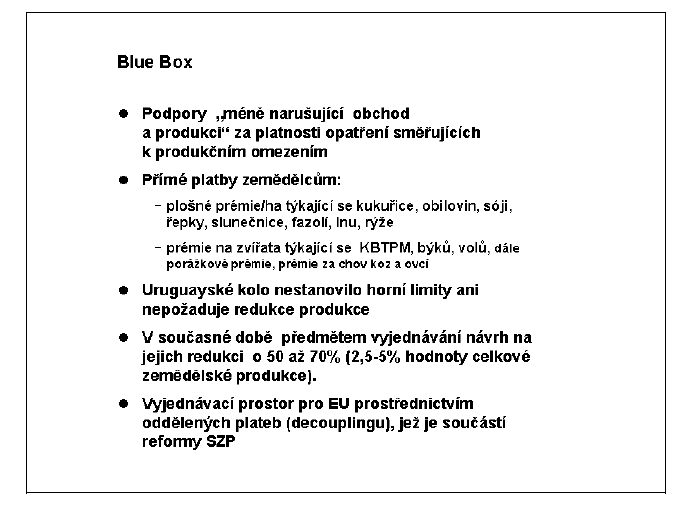 Blue Box
● Podpory „méně narušující obchod
a produkci“ za platnosti opatření směřujících
k produkčním omezením
● Přímé platby zemědělcům:
– plošné prémie/ha týkající se kukuřice, obilovin, sóji,
řepky, slunečnice, fazolí, lnu, rýže
– prémie na zvířata týkající se KBTPM, býků, volů, dále
porážkové prémie, prémie za chov koz a ovcí
● Uruguayské kolo nestanovilo horní limity ani
nepožaduje redukce produkce
● V současné době předmětem vyjednávání návrh na
jejich redukci o 50 až 70% (2,5-5% hodnoty celkové
zemědělské produkce).
● Vyjednávací prostor pro EU prostřednictvím
oddělených plateb (decouplingu), jež je součástí
reformy SZP